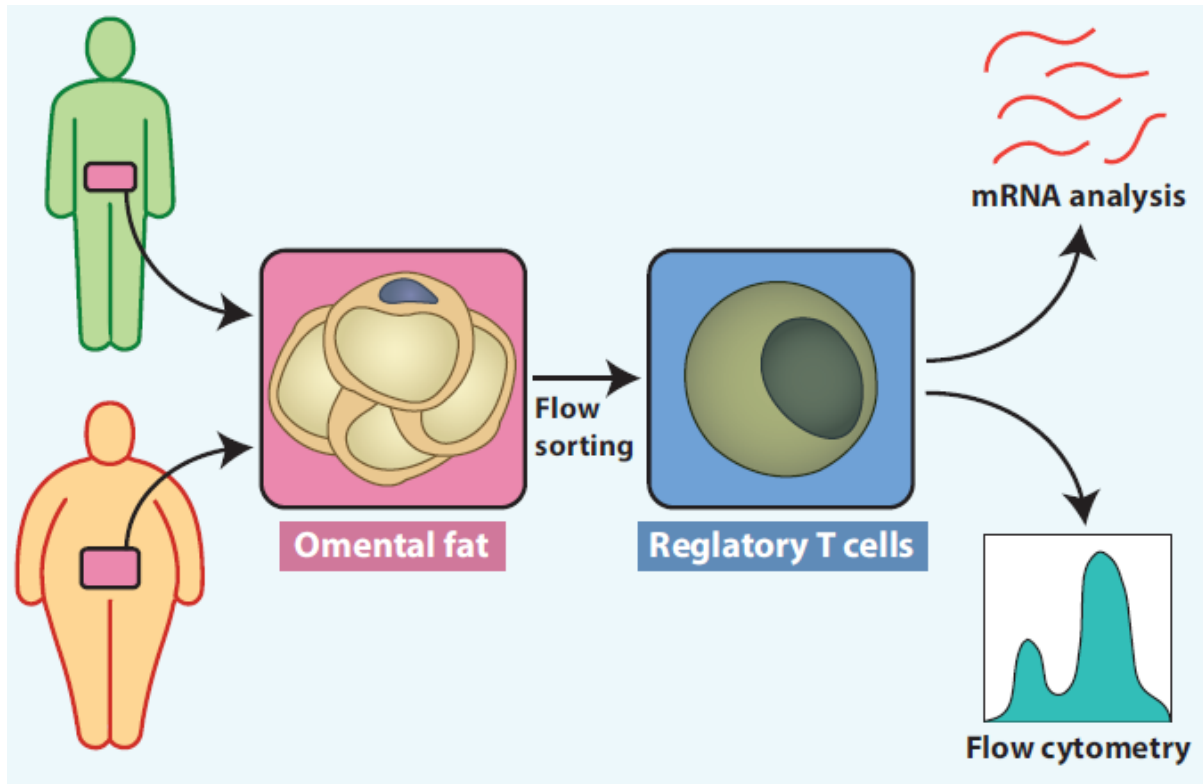 mRNA analysis
Flow
sorting
Omental fat
Reglatory T cells
Flow cytometry